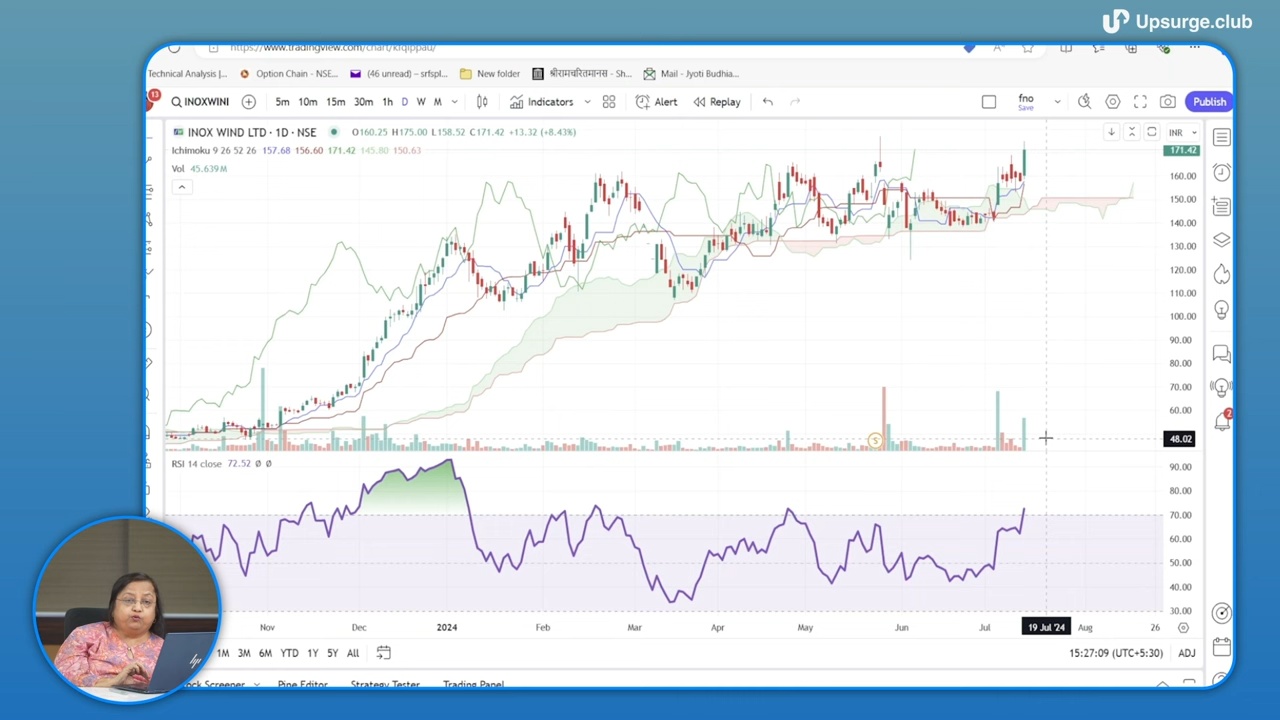 Upsurge.club
https://www.tradingview.com/chart/kfqippau/
Technical Analysis |... Option Chain - NSE... (46 unread) – srfspl... New folder श्रीरामचरितमानस - Sh... Mail - Jyoti Budhia...
13 INOXWINI 5m 10m 15m 30m 1h D W M Indicators Alert Replay fno Save Publish
INOX WIND LTD · 1D · NSE O160.25 H175.00 L158.52 C171.42 +13.32 (+8.43%) INR
Ichimoku 9 26 52 26 157.68 156.60 171.42 145.80 150.63 171.42
Vol 45.639M
160.00
150.00
140.00
130.00
120.00
110.00
100.00
90.00
80.00
70.00
60.00
2
S
48.02
RSI 14 close 72.52 Ø Ø
90.00
80.00
70.00
60.00
50.00
40.00
30.00
Nov Dec 2024 Feb Mar Apr May Jun Jul 19 Jul '24 Aug 26
1M 3M 6M YTD 1Y 5Y All 15:27:09 (UTC+5:30) ADJ
Screener Pine Editor Strategy Tester Trading Panel
hp